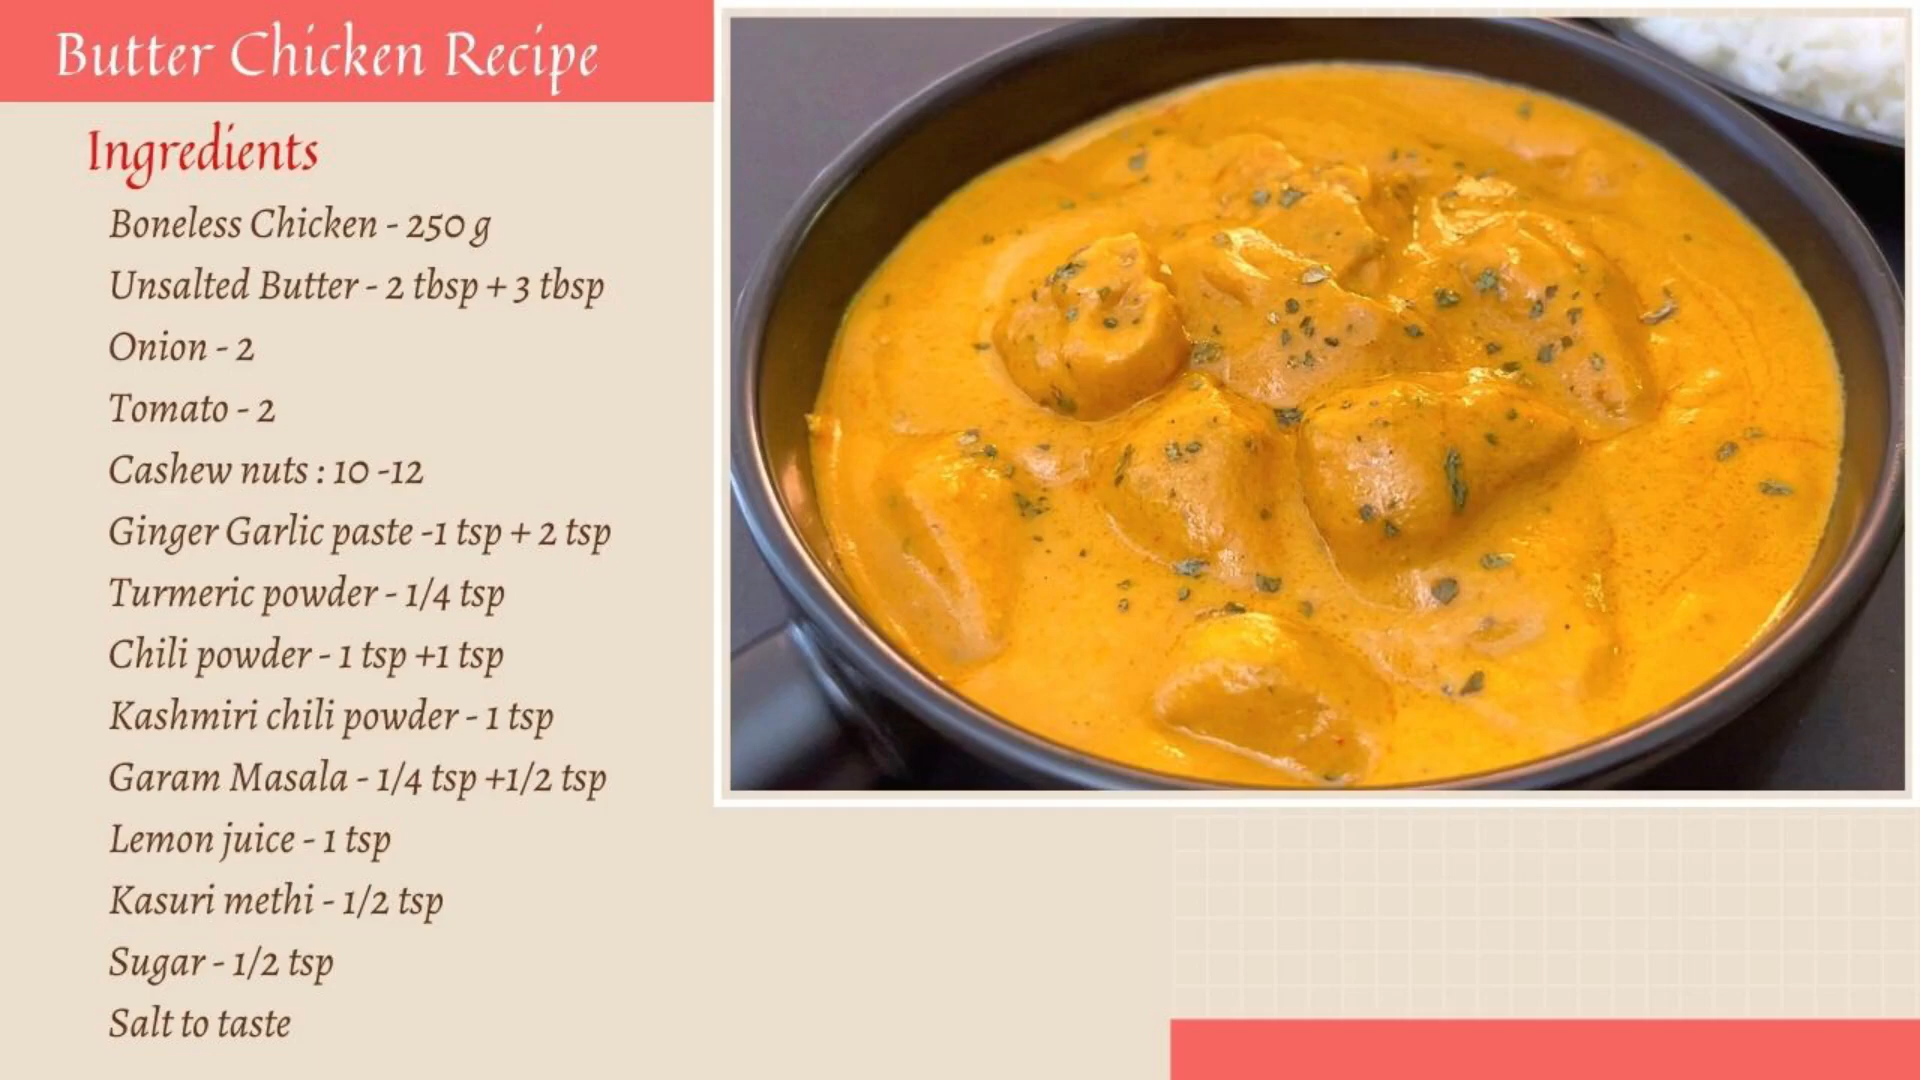 Butter Chicken Recipe
Ingredients
Boneless Chicken - 250 g
Unsalted Butter - 2 tbsp + 3 tbsp
Onion - 2
Tomato - 2
Cashew nuts : 10 -12
Ginger Garlic paste -1 tsp + 2 tsp
Turmeric powder - 1/4 tsp
Chili powder - 1 tsp +1 tsp
Kashmiri chili powder - 1 tsp
Garam Masala - 1/4 tsp +1/2 tsp
Lemon juice - 1 tsp
Kasuri methi - 1/2 tsp
Sugar - 1/2 tsp
Salt to taste